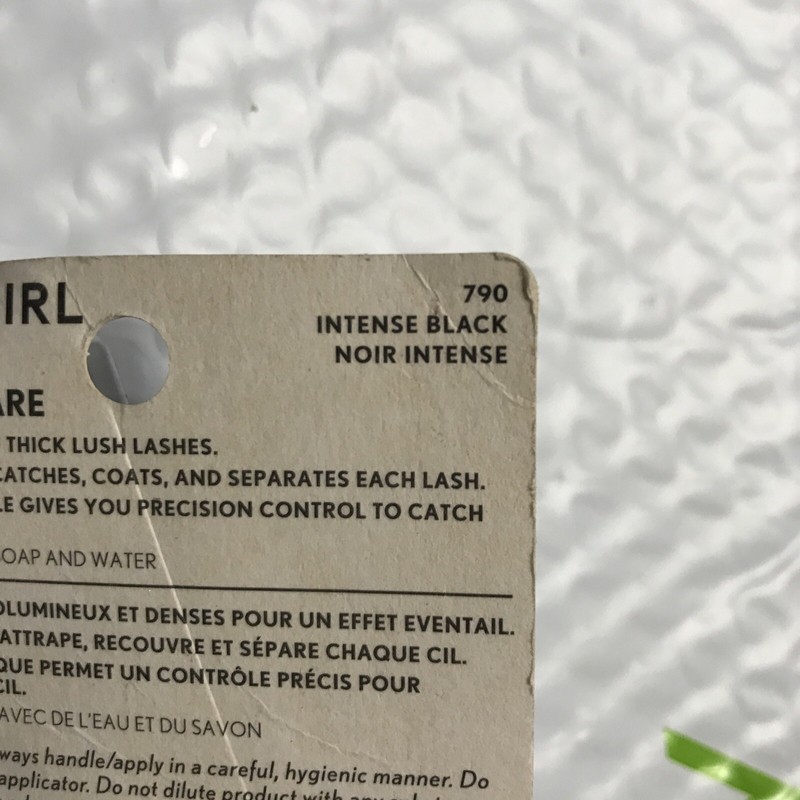 IRL
790
INTENSE BLACK
NOIR INTENSE
ARE
THICK LUSH LASHES.
CATCHES, COATS, AND SEPARATES EACH LASH.
LE GIVES YOU PRECISION CONTROL TO CATCH
SOAP AND WATER
OLUMINEUX ET DENSES POUR UN EFFET EVENTAIL.
ATTRAPE, RECOUVRE ET SÉPARE CHAQUE CIL.
QUE PERMET UN CONTRÔLE PRÉCIS POUR
CIL.
AVEC DE L'EAU ET DU SAVON
ways handle/apply in a careful, hygienic manner. Do
applicator. Do not dilute product with any